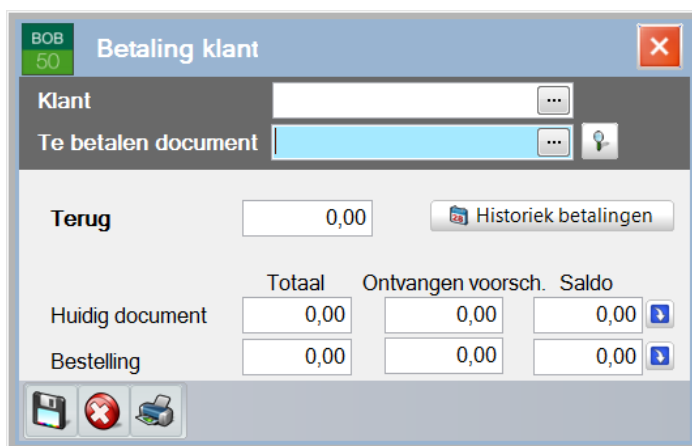 BOB
50
Betaling klant
Klant
...
Te betalen document
...
Terug
0,00
28
Historiek betalingen
Totaal Ontvangen voorsch. Saldo
Huidig document 0,00 0,00 0,00
Bestelling 0,00 0,00 0,00